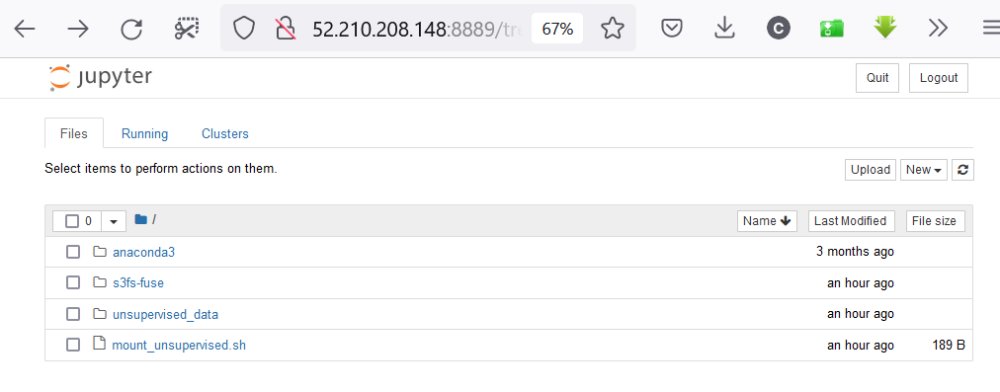 52.210.208.148:8889/tre 67% C
jupyter Quit Logout
Files Running Clusters
Select items to perform actions on them. Upload New
0 / Name Last Modified File size
anaconda3 3 months ago
s3fs-fuse an hour ago
unsupervised_data an hour ago
mount_unsupervised.sh an hour ago 189 B